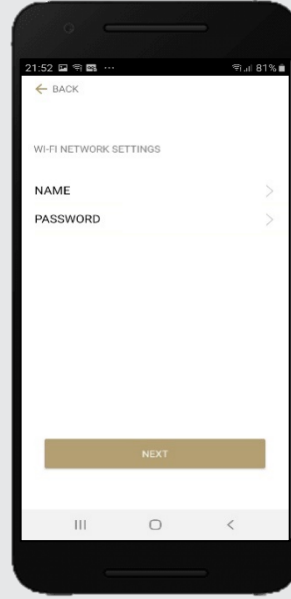 21:52 ... 81%
← BACK
WI-FI NETWORK SETTINGS
NAME >
PASSWORD >
NEXT